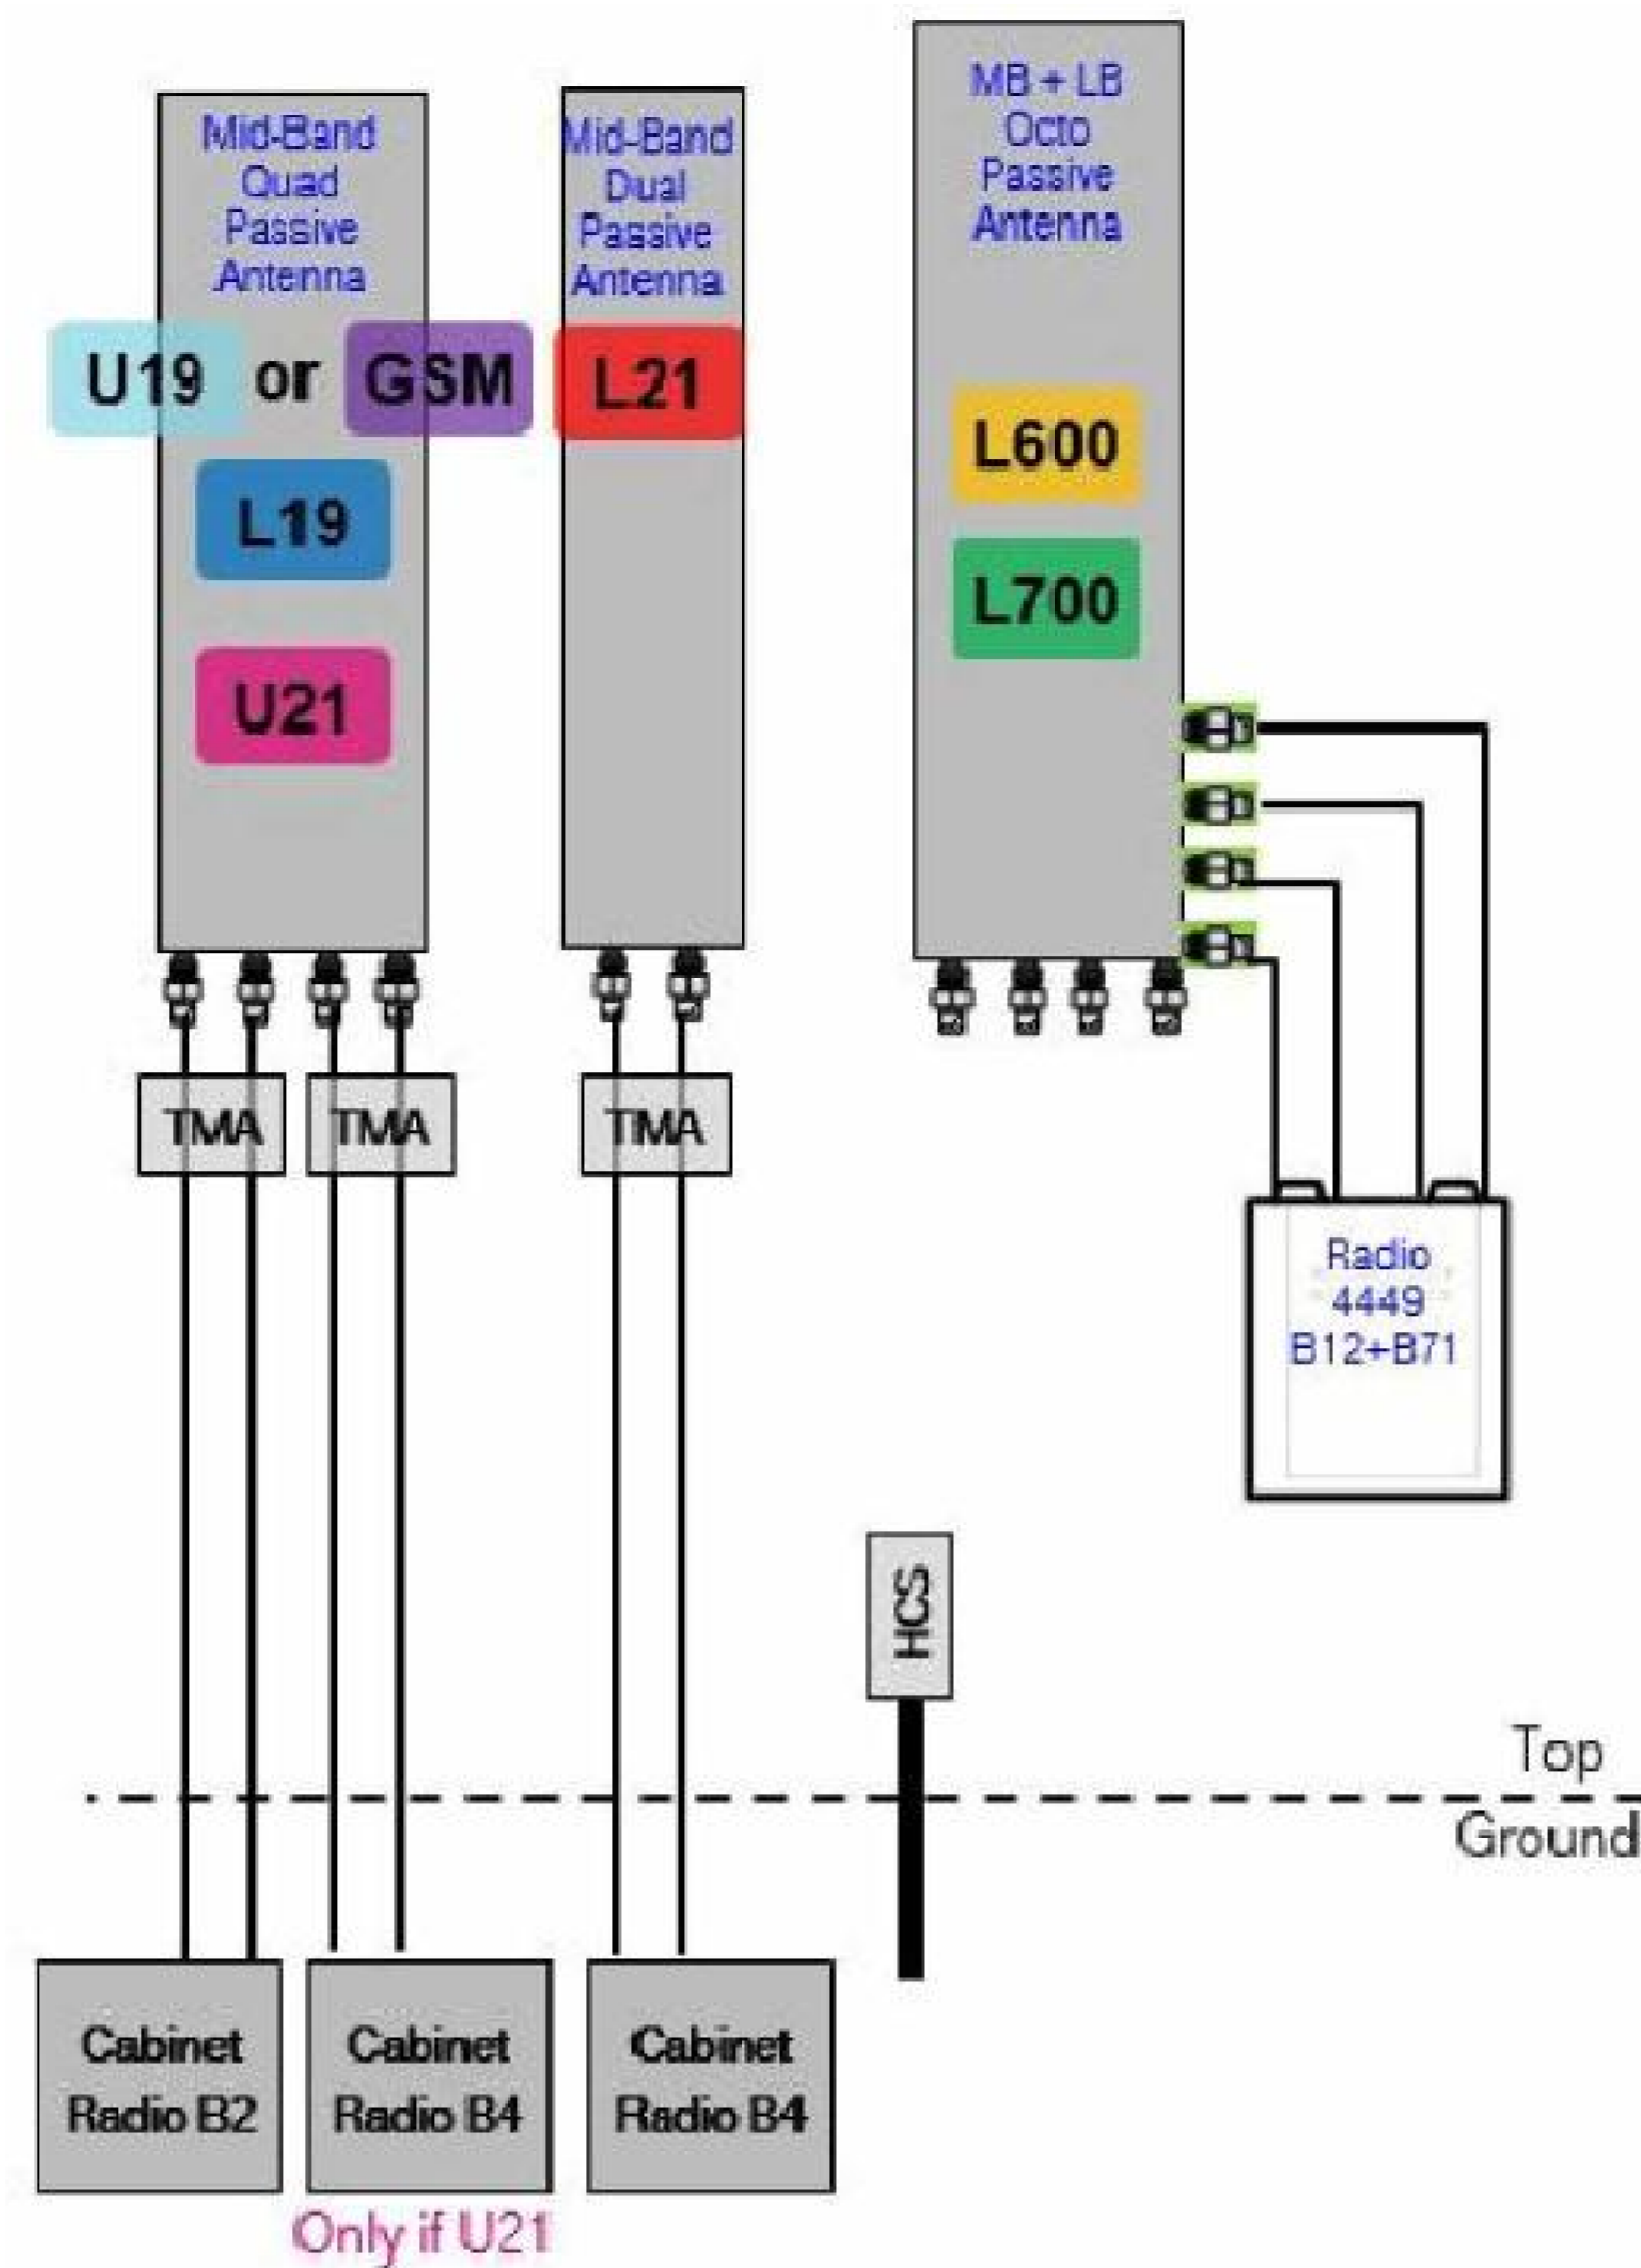 Mid-Band
Quad
Passive
Antenna
U19 or GSM
L19
U21
Mid-Band
Dual
Passive
Antenna
L21
MB + LB
Octo
Passive
Antenna
L600
L700
TMA
TMA
TMA
Radio
4449
B12+B71
HCS
Top
Ground
Cabinet
Radio B2
Cabinet
Radio B4
Only if U21
Cabinet
Radio B4